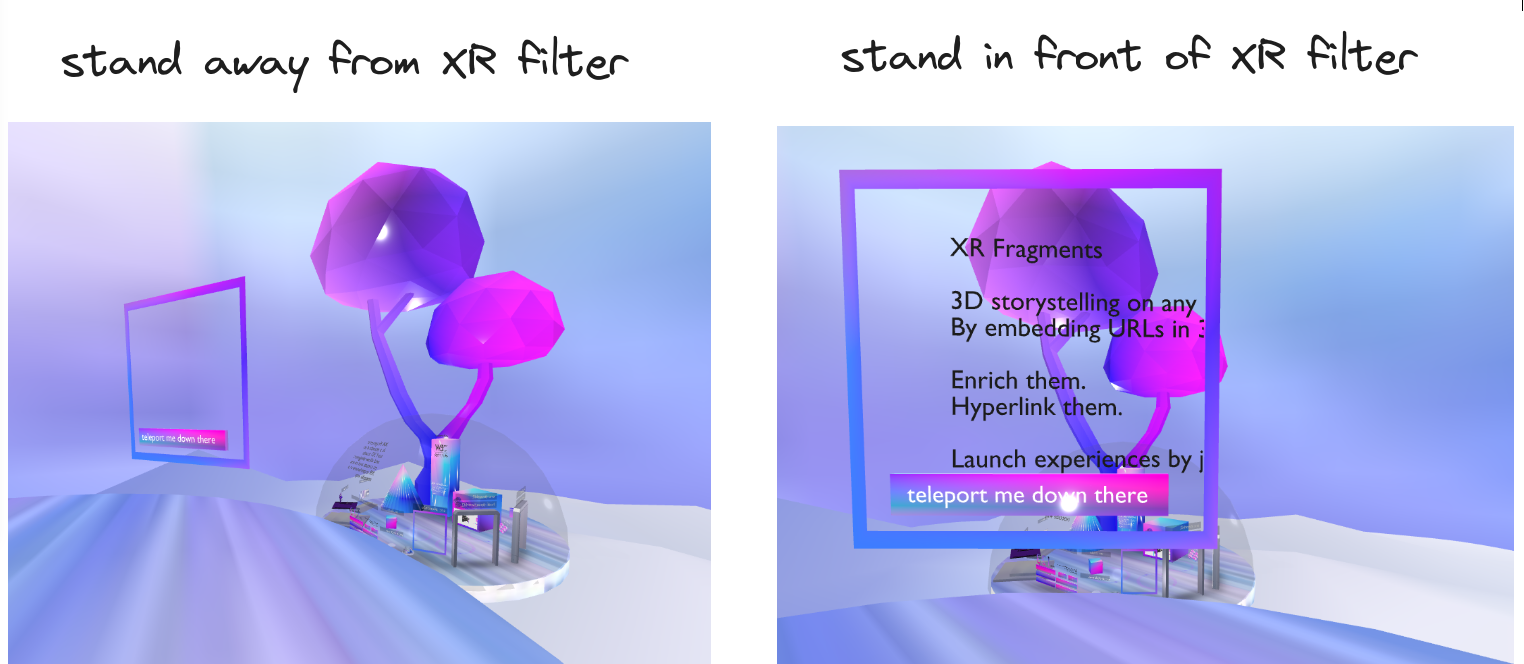 stand away from XR filter
stand in front of XR filter
teleport me down there
XR Fragments
3D storystelling on any
By embedding URLs in
Enrich them.
Hyperlink them.
Launch experiences by j
teleport me down there